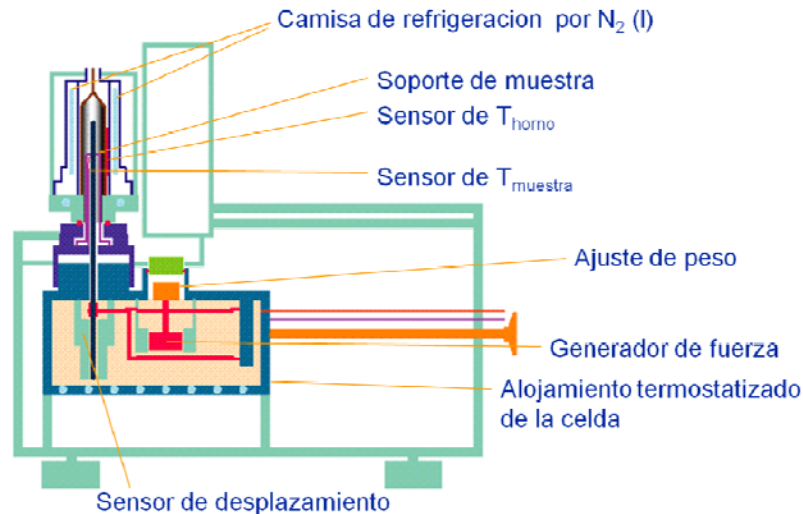 Camisa de refrigeracion por N₂ (l)
Soporte de muestra
Sensor de Tₕₒᵣₙₒ
Sensor de Tₘᵤₑₛₜᵣₐ
Ajuste de peso
Generador de fuerza
Alojamiento termostatizado
de la celda
Sensor de desplazamiento